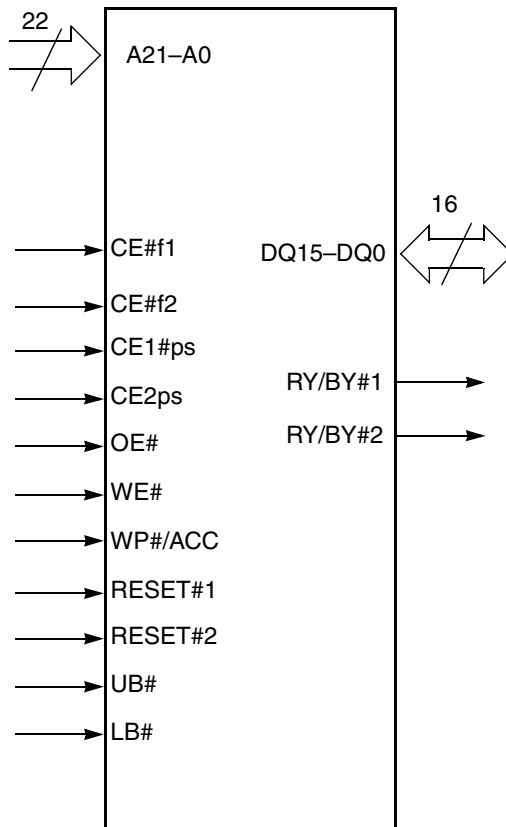 22
A21–A0
16
CE#f1
DQ15–DQ0
CE#f2
CE1#ps
RY/BY#1
CE2ps
RY/BY#2
OE#
WE#
WP#/ACC
RESET#1
RESET#2
UB#
LB#